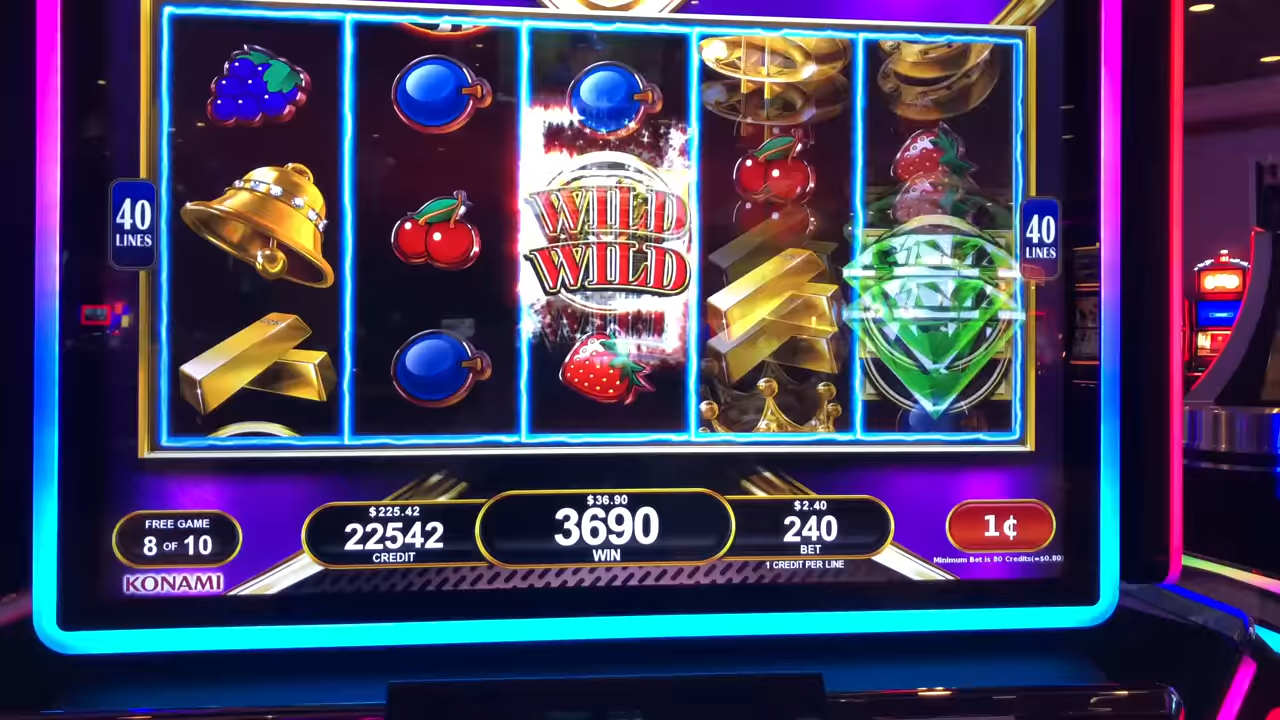 40
LINES
WILD
WILD
40
LINES
FREE GAME
8 OF 10
$225.42
22542
CREDIT
$36.90
3690
WIN
$2.40
240
BET
1 CREDIT PER LINE
1¢
Minimum Bet is 80 Credits(=$0.80)
KONAMI